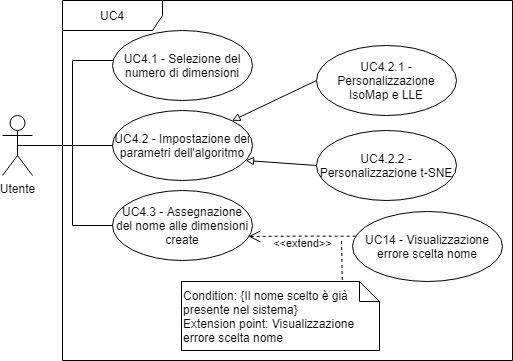 UC4
UC4.1 - Selezione del
numero di dimensioni
UC4.2.1 -
Personalizzazione
IsoMap e LLE
UC4.2 - Impostazione dei
parametri dell'algoritmo
UC4.2.2 -
Personalizzazione t-SNE
Utente
UC4.3 - Assegnazione
del nome alle dimensioni
create
UC14 - Visualizzazione
errore scelta nome
<<extend>>
Condition: {Il nome scelto è già
presente nel sistema}
Extension point: Visualizzazione
errore scelta nome